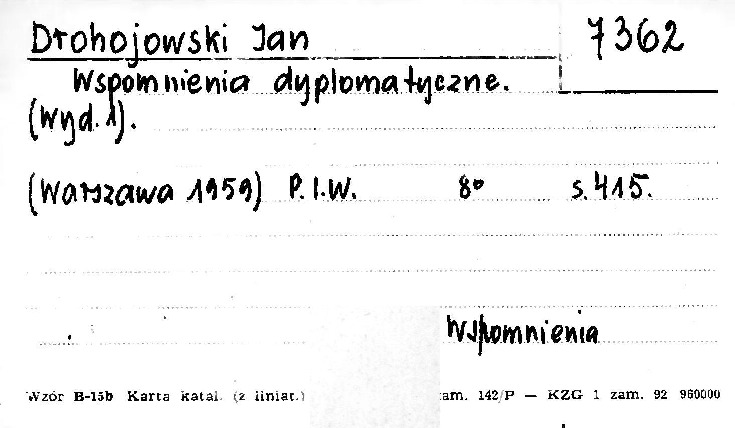 Drohojowski Jan
7362
Wspomnienia dyplomatyczne.
(Wyd. 1).
(Warszawa 1959) P.I.W. 8° s. 415.
Wspomnienia
Wzór B-15b Karta katal. (z liniat.) zam. 142/P — KZG 1 zam. 92 960000